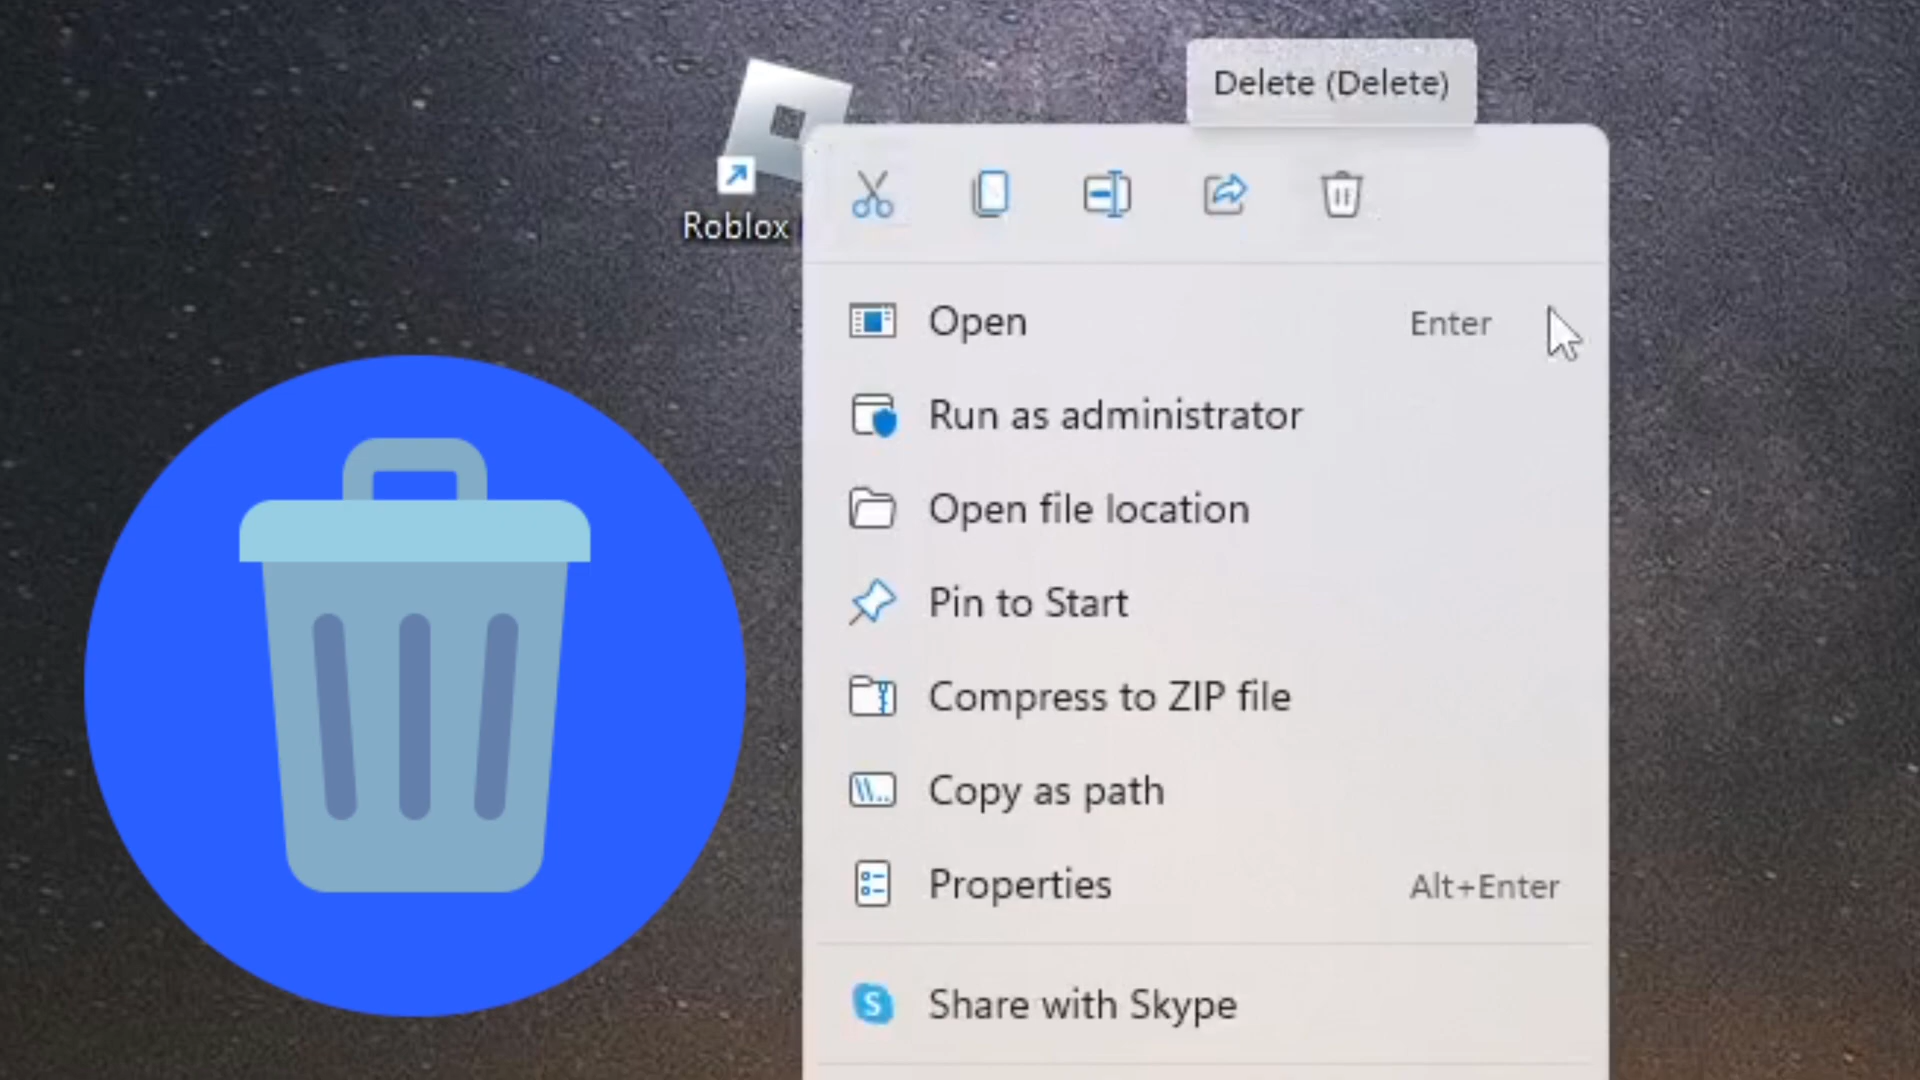 Delete (Delete)
Roblox
Open Enter
Run as administrator
Open file location
Pin to Start
Compress to ZIP file
Copy as path
Properties Alt+Enter
Share with Skype